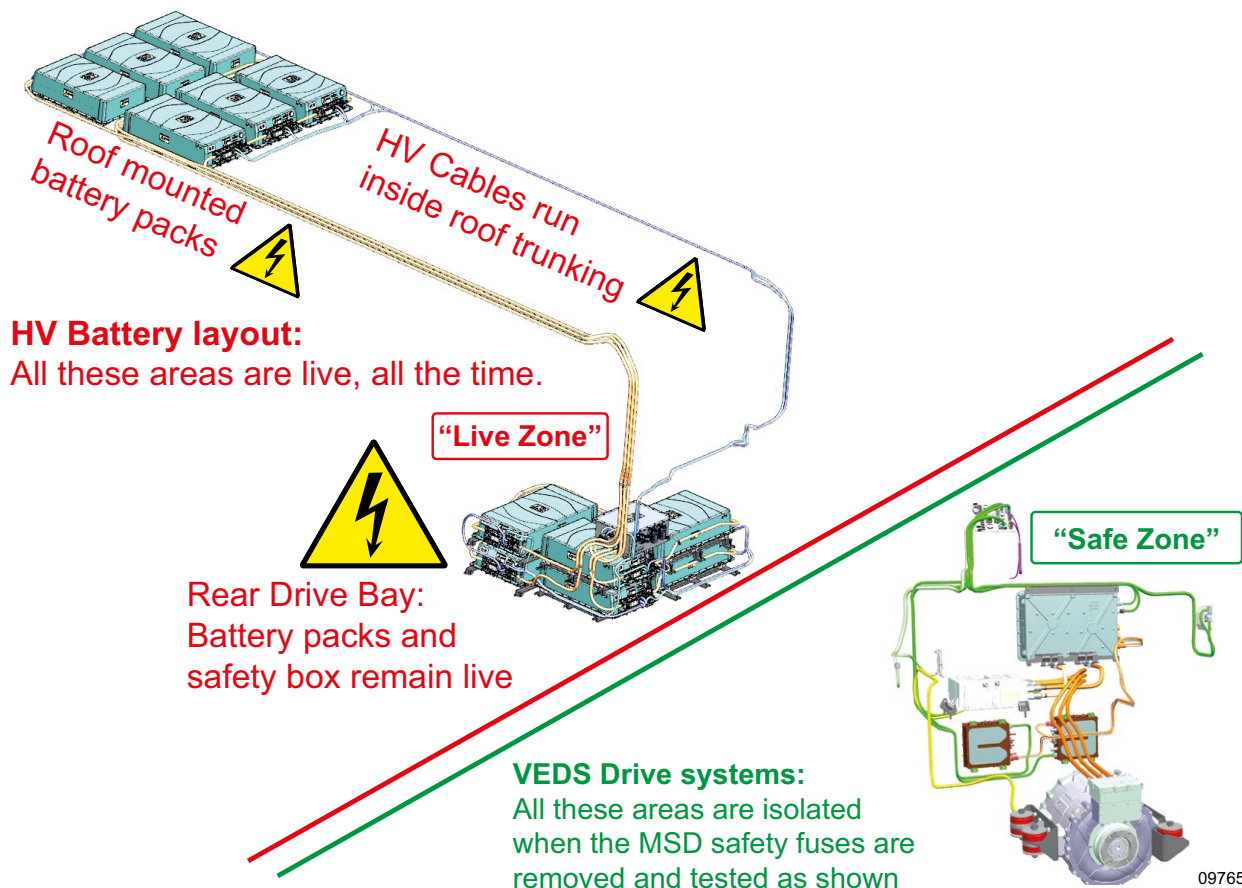 Roof mounted
battery packs
HV Cables run
inside roof trunking
HV Battery layout:
All these areas are live, all the time.
“Live Zone”
Rear Drive Bay:
Battery packs and
safety box remain live
“Safe Zone”
VEDS Drive systems:
All these areas are isolated
when the MSD safety fuses are
removed and tested as shown
09765